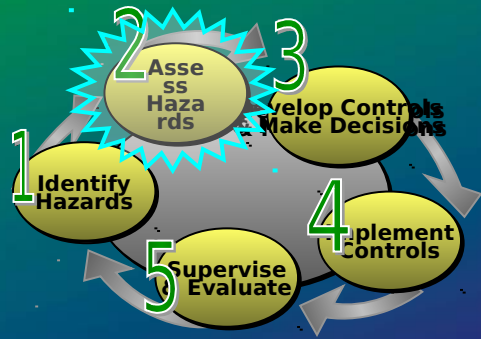 1
Identify
Hazards
2
Asse
ss
Haza
rds
3
velop Controls
& Make Decisions
4
plement
Controls
5
Supervise
& Evaluate